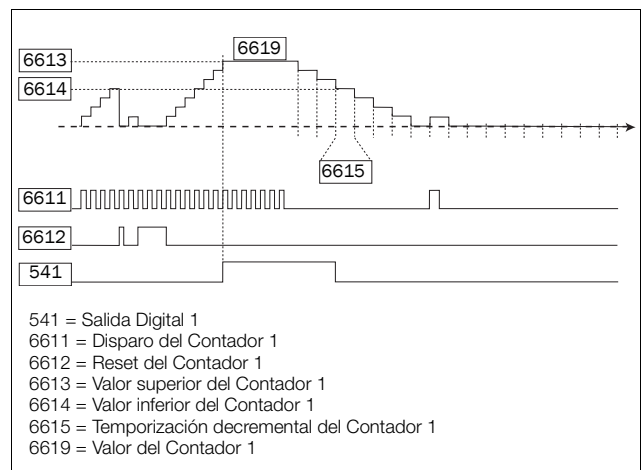 6619
6613
6614
6615
6611
6612
541
541 = Salida Digital 1
6611 = Disparo del Contador 1
6612 = Reset del Contador 1
6613 = Valor superior del Contador 1
6614 = Valor inferior del Contador 1
6615 = Temporización decremental del Contador 1
6619 = Valor del Contador 1